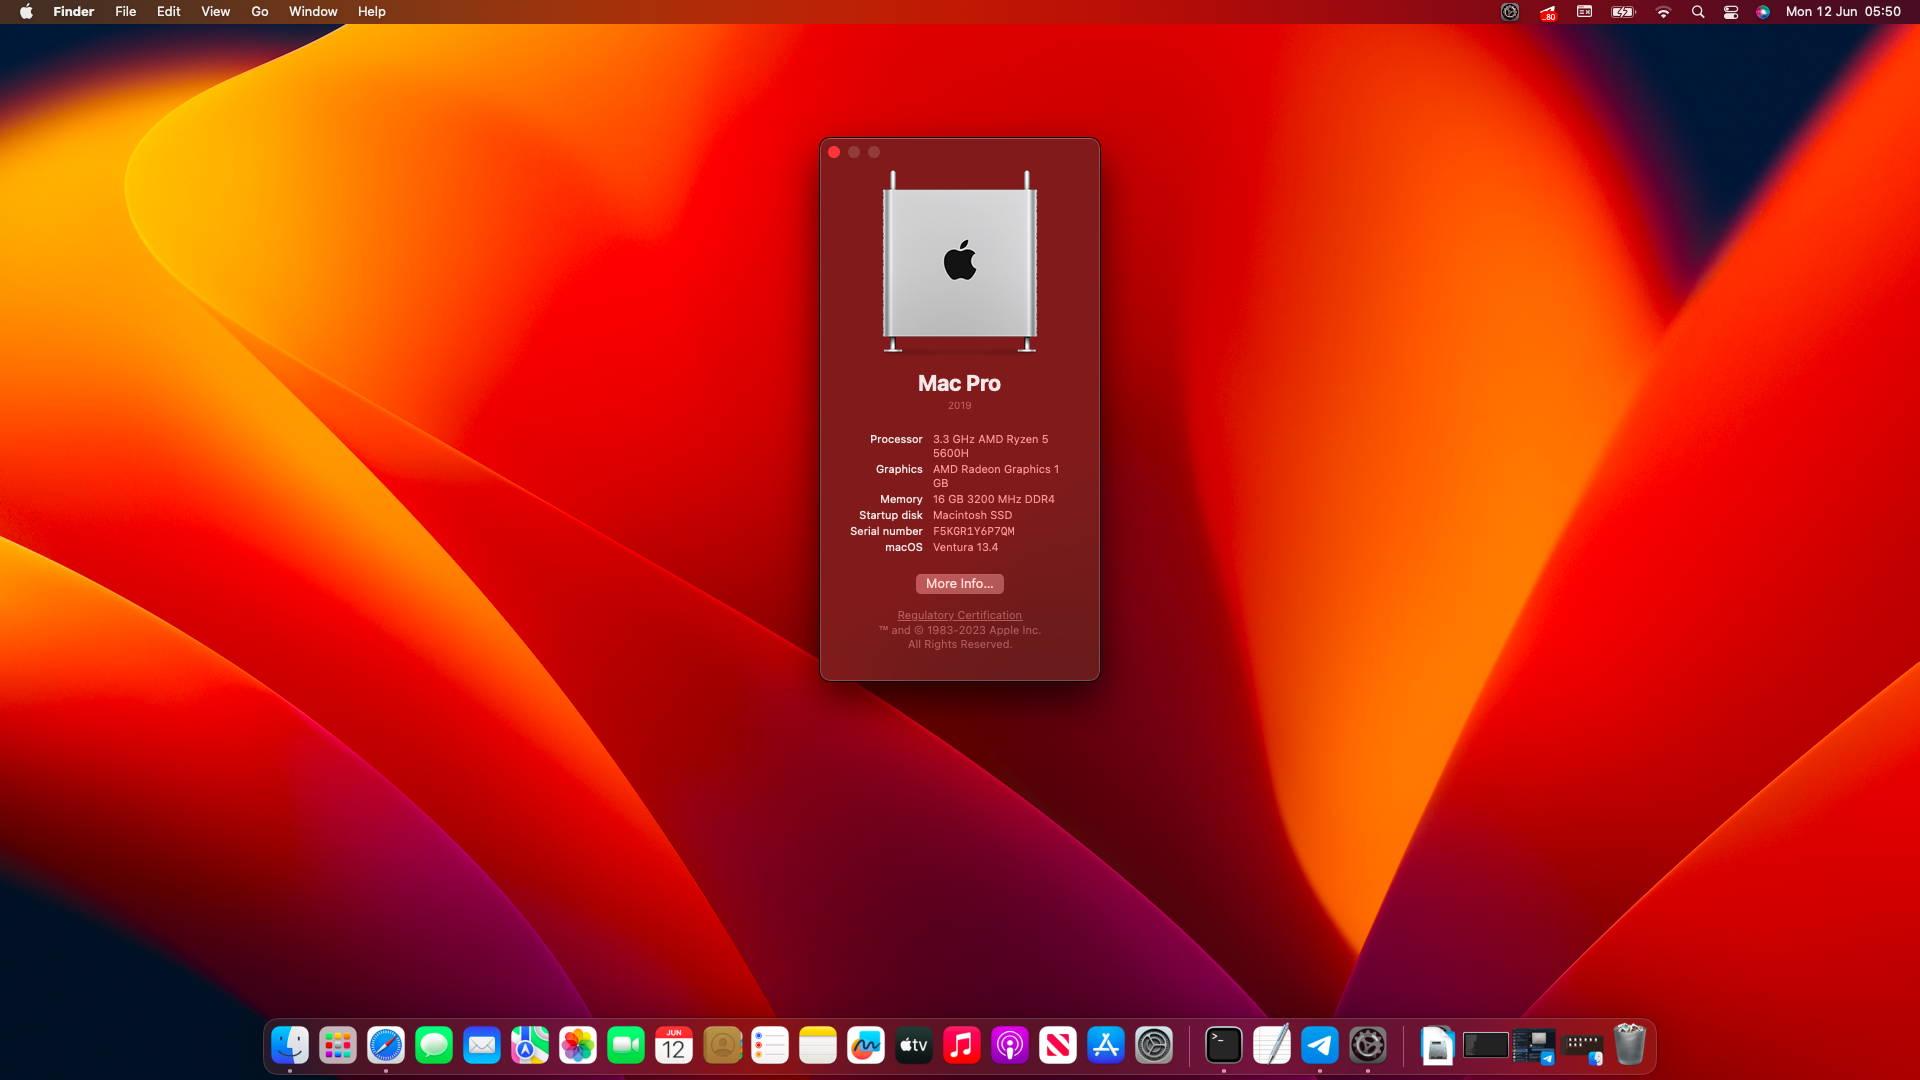 Finder File Edit View Go Window Help
80
Mon 12 Jun 05:50
Mac Pro
2019
Processor 3.3 GHz AMD Ryzen 5
5600H
Graphics AMD Radeon Graphics 1
GB
Memory 16 GB 3200 MHz DDR4
Startup disk Macintosh SSD
Serial number F5KGR1Y6P7QM
macOS Ventura 13.4
More Info...
Regulatory Certification
™ and © 1983-2023 Apple Inc.
All Rights Reserved.
JUN
12
tv
>_